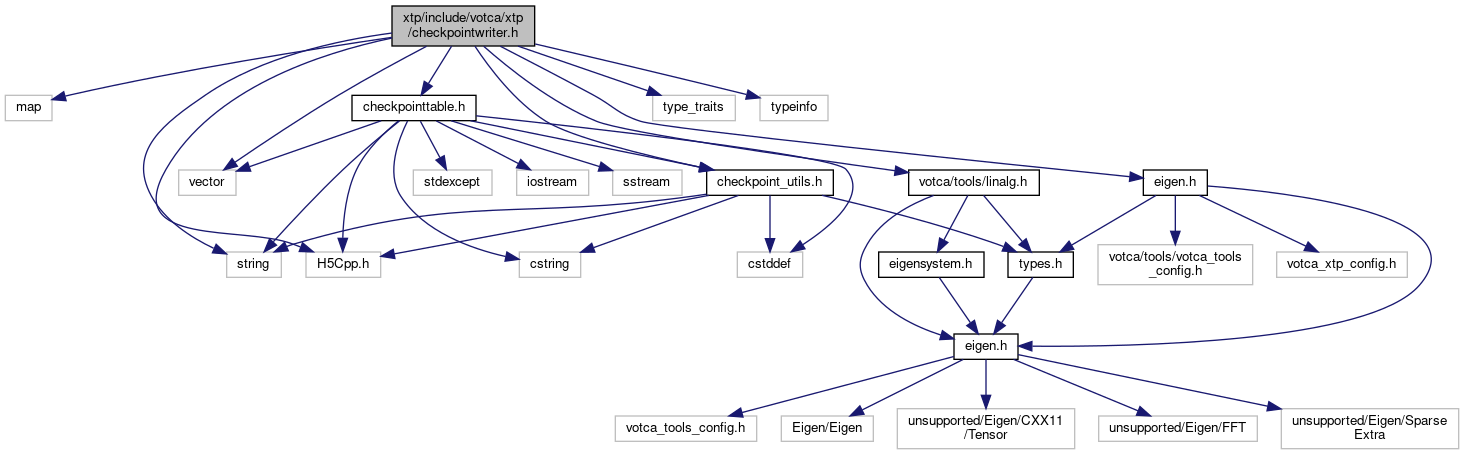 xtp/include/votca/xtp
/checkpointwriter.h
map
checkpointtable.h
type_traits
typeinfo
vector
stdexcept
iostream
sstream
checkpoint_utils.h
votca/tools/linalg.h
eigen.h
string
H5Cpp.h
cstring
cstddef
eigensystem.h
types.h
votca/tools/votca_tools
_config.h
votca_xtp_config.h
eigen.h
votca_tools_config.h
Eigen/Eigen
unsupported/Eigen/CXX11
/Tensor
unsupported/Eigen/FFT
unsupported/Eigen/Sparse
Extra